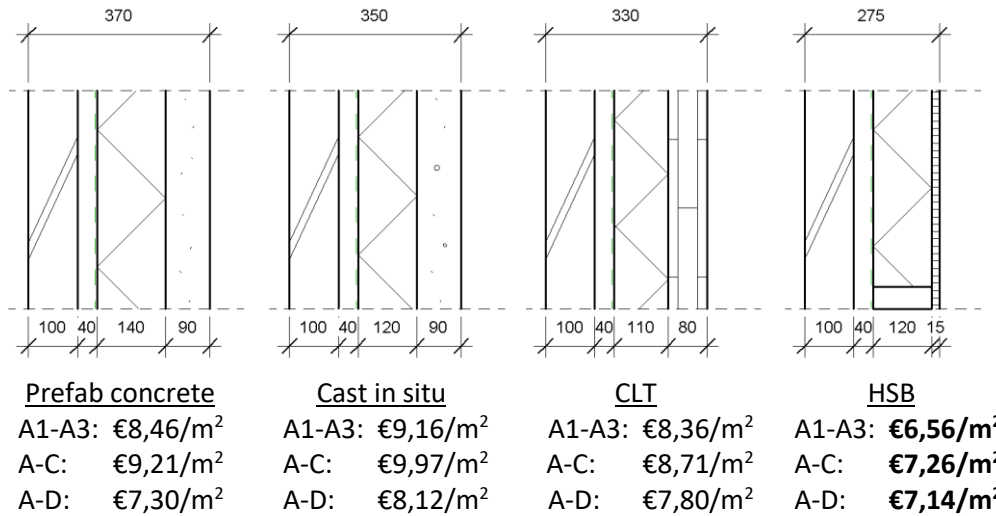 370 350 330 275
100 40 140 90 100 40 120 90 100 40 110 80 100 40 120 15
Prefab concrete Cast in situ CLT HSB
A1-A3: €8,46/m² A1-A3: €9,16/m² A1-A3: €8,36/m² A1-A3: €6,56/m²
A-C: €9,21/m² A-C: €9,97/m² A-C: €8,71/m² A-C: €7,26/m²
A-D: €7,30/m² A-D: €8,12/m² A-D: €7,80/m² A-D: €7,14/m²